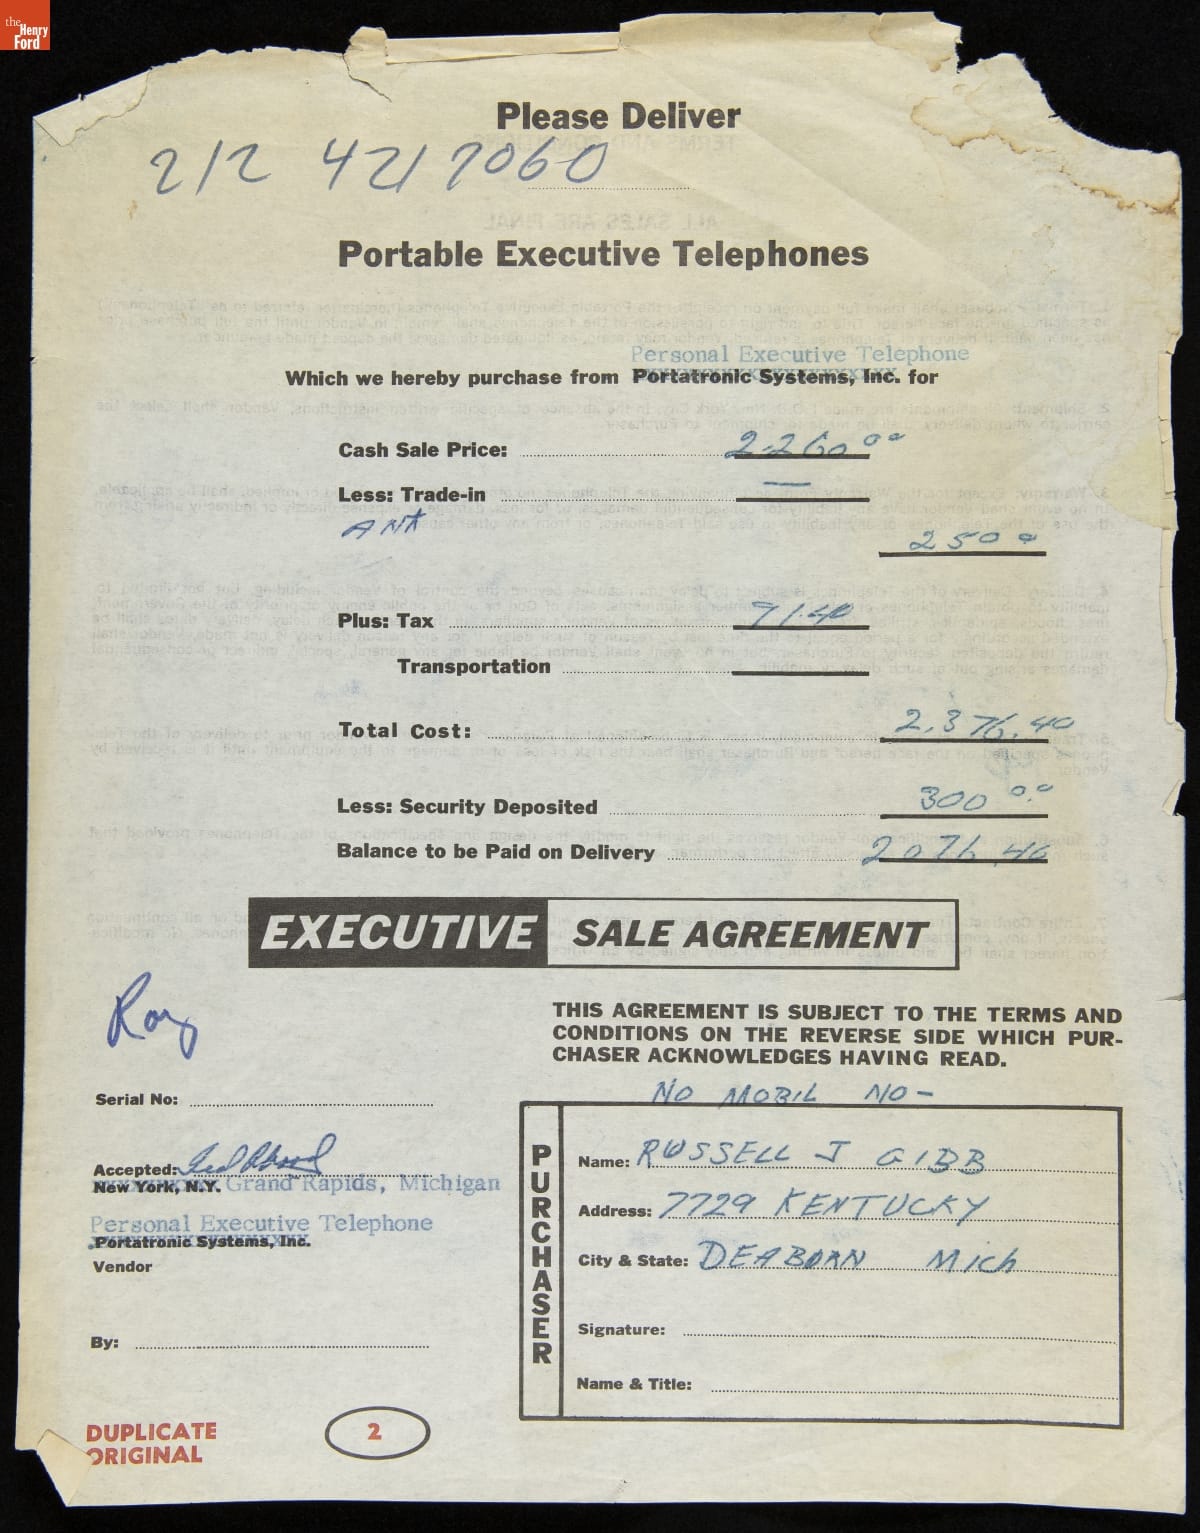 the
Henry
Ford
Please Deliver
212 421 7060
Portable Executive Telephones
Personal Executive Telephone
Which we hereby purchase from Portatronic Systems, Inc. for
Cash Sale Price: 2260.00
Less: Trade-in —
ANT
250 0
Plus: Tax 91.40
Transportation
Total Cost: 2,376.40
Less: Security Deposited 300 00
Balance to be Paid on Delivery 2076.40
EXECUTIVE SALE AGREEMENT
Roy
THIS AGREEMENT IS SUBJECT TO THE TERMS AND
CONDITIONS ON THE REVERSE SIDE WHICH PUR-
CHASER ACKNOWLEDGES HAVING READ.
NO MOBIL NO -
Serial No:
Accepted:
New York, N.Y. Grand Rapids, Michigan
Personal Executive Telephone
Portatronic Systems, Inc.
Vendor
By:
PURCHASER
Name: RUSSELL J GIBB
Address: 7729 KENTUCKY
City & State: DEABORN Mich
Signature:
Name & Title:
DUPLICATE
ORIGINAL
2